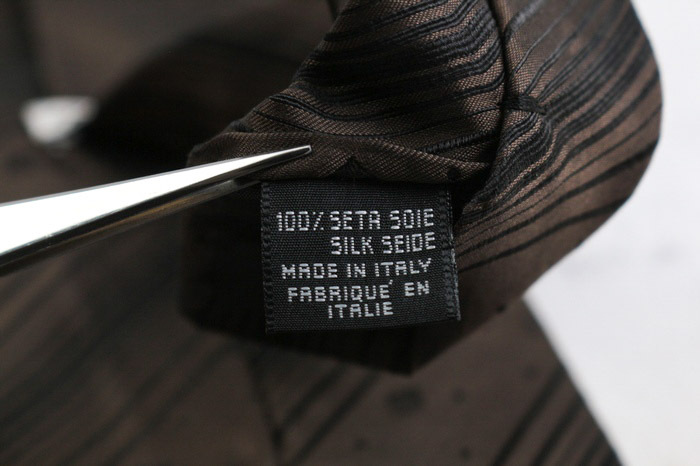 100% SETA SOIE
SILK SEIDE
MADE IN ITALY
FABRIQUE' EN
ITALIE